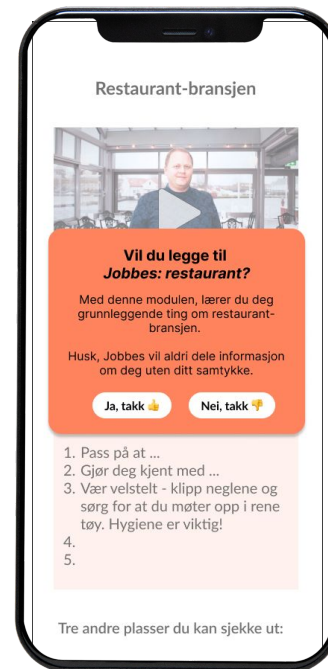 Restaurant-bransjen
Vil du legge til
Jobbes: restaurant?
Med denne modulen, lærer du deg
grunnleggende ting om restaurant-
bransjen.
Husk, Jobbes vil aldri dele informasjon
om deg uten ditt samtykke.
Ja, takk 👍
Nei, takk 👎
1. Pass på at ...
2. Gjør deg kjent med ...
3. Vær velstelt - klipp neglene og
sørg for at du møter opp i rene
tøy. Hygiene er viktig!
4.
5.
Tre andre plasser du kan sjekke ut: